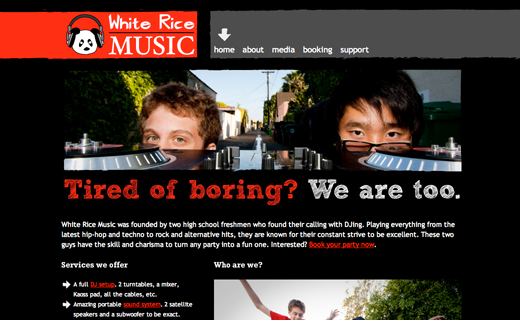 White Rice
MUSIC
home about media booking support
Tired of boring? We are too.
White Rice Music was founded by two high school freshmen who found their calling with DJing. Playing everything from the
latest hip-hop and techno to rock and alternative hits, they are known for their constant strive to be excellent. These two
guys have the skill and charisma to turn any party into a fun one. Interested? Book your party now.
Services we offer
A full DJ setup. 2 turntables, a mixer,
Kaoss pad, all the cables, etc.
Amazing portable sound system. 2 satellite
speakers and a subwoofer to be exact.
Who are we?